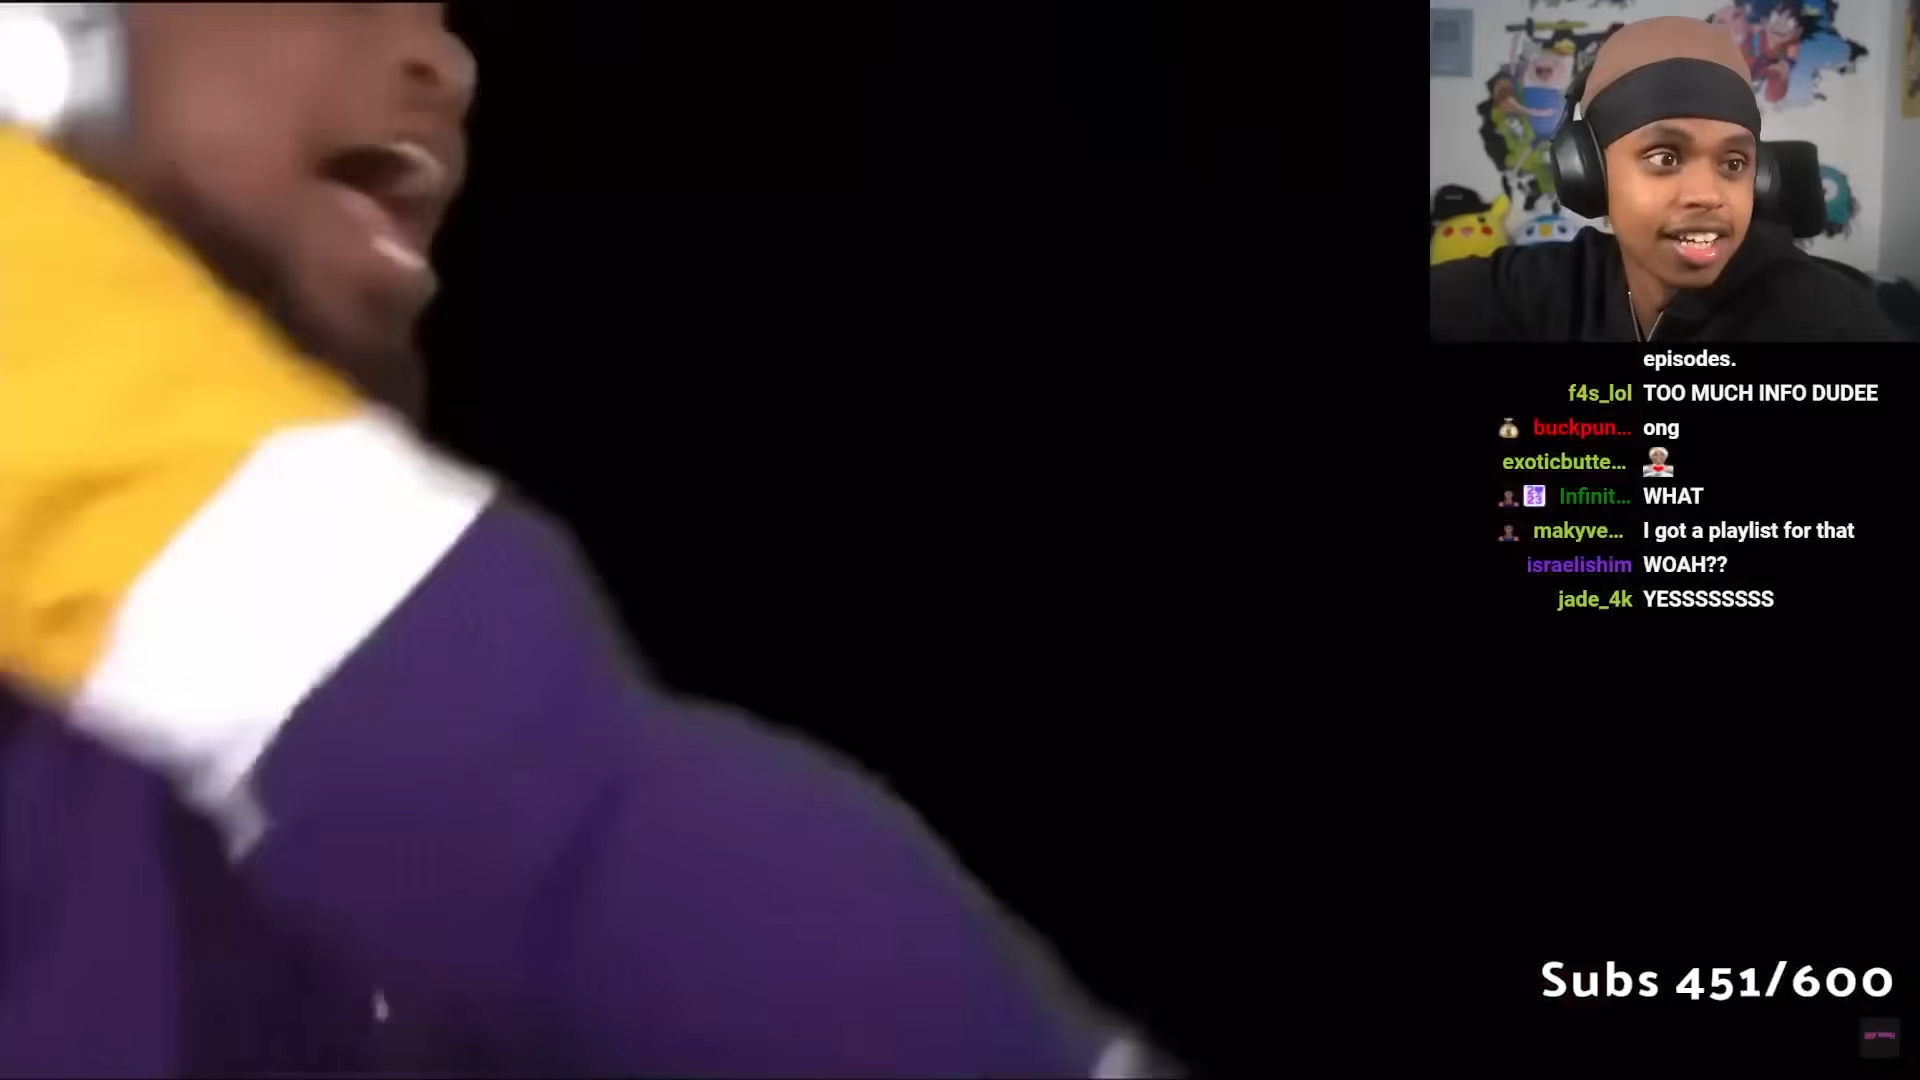 episodes.
f4s_lol TOO MUCH INFO DUDEE
buckpun... ong
exoticbutte...
Infinit... WHAT
makyve... I got a playlist for that
israelishim WOAH??
jade_4k YESSSSSSSS
Subs 451/600